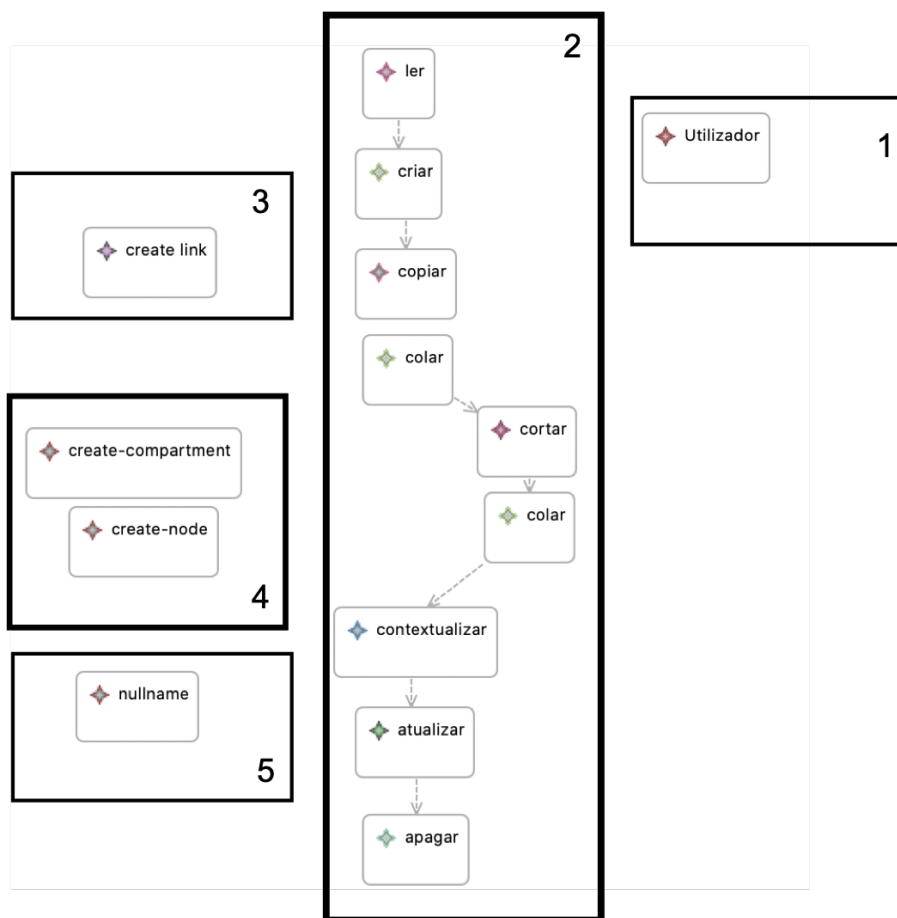 2
ler
Utilizador
1
criar
3
create link
copiar
colar
cortar
create-compartment
colar
create-node
4
contextualizar
nullname
atualizar
5
apagar